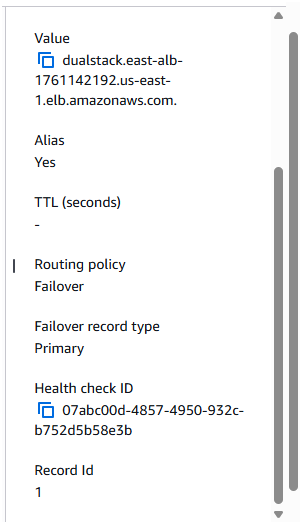 Value
dualstack.east-alb-
1761142192.us-east-
1.elb.amazonaws.com.
Alias
Yes
TTL (seconds)
-
Routing policy
Failover
Failover record type
Primary
Health check ID
07abc00d-4857-4950-932c-
b752d5b58e3b
Record Id
1